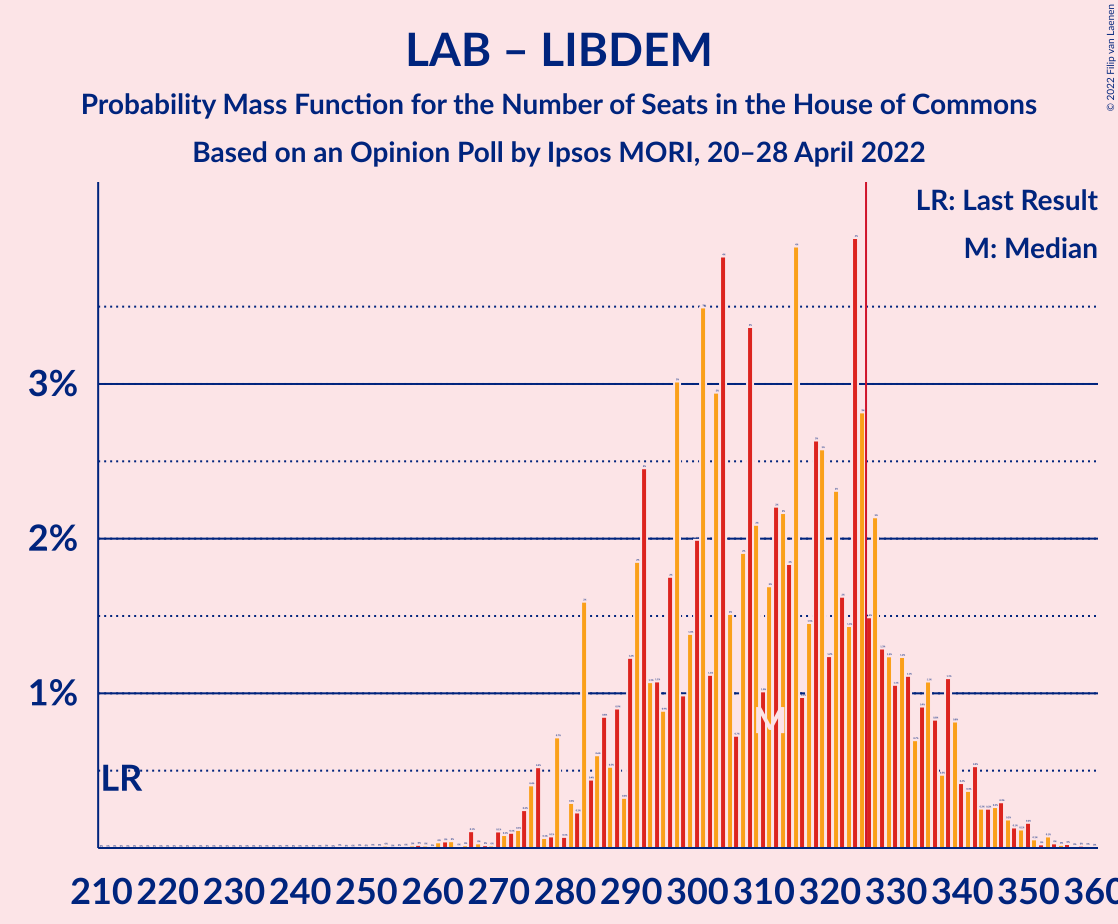 LAB – LIBDEM
Probability Mass Function for the Number of Seats in the House of Commons
Based on an Opinion Poll by Ipsos MORI, 20–28 April 2022
© 2022 Filip van Laenen
LR: Last Result
M: Median
3%
2%
1%
LR
M
210 220 230 240 250 260 270 280 290 300 310 320 330 340 350 360